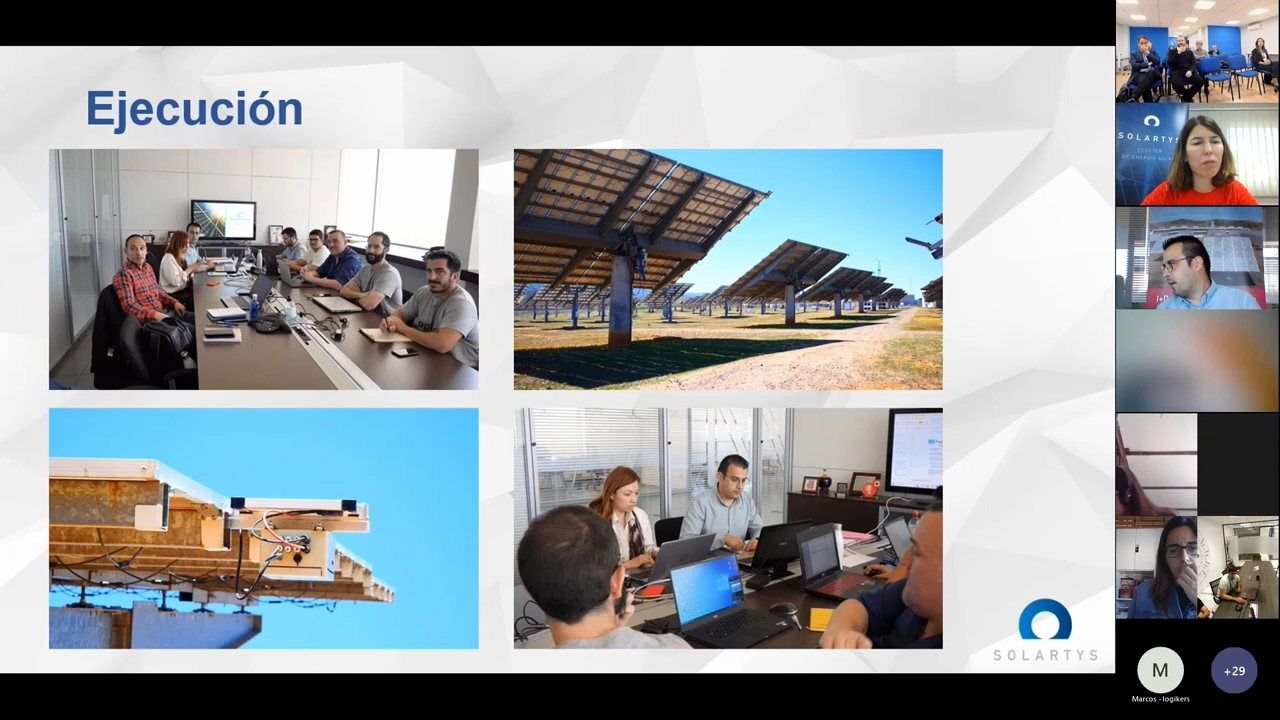 Ejecución
SOLARTYS
SOLARTYS
CLUSTER
DE ENERGÍA SOLAR
I+D
M
Marcos - logikers
+29